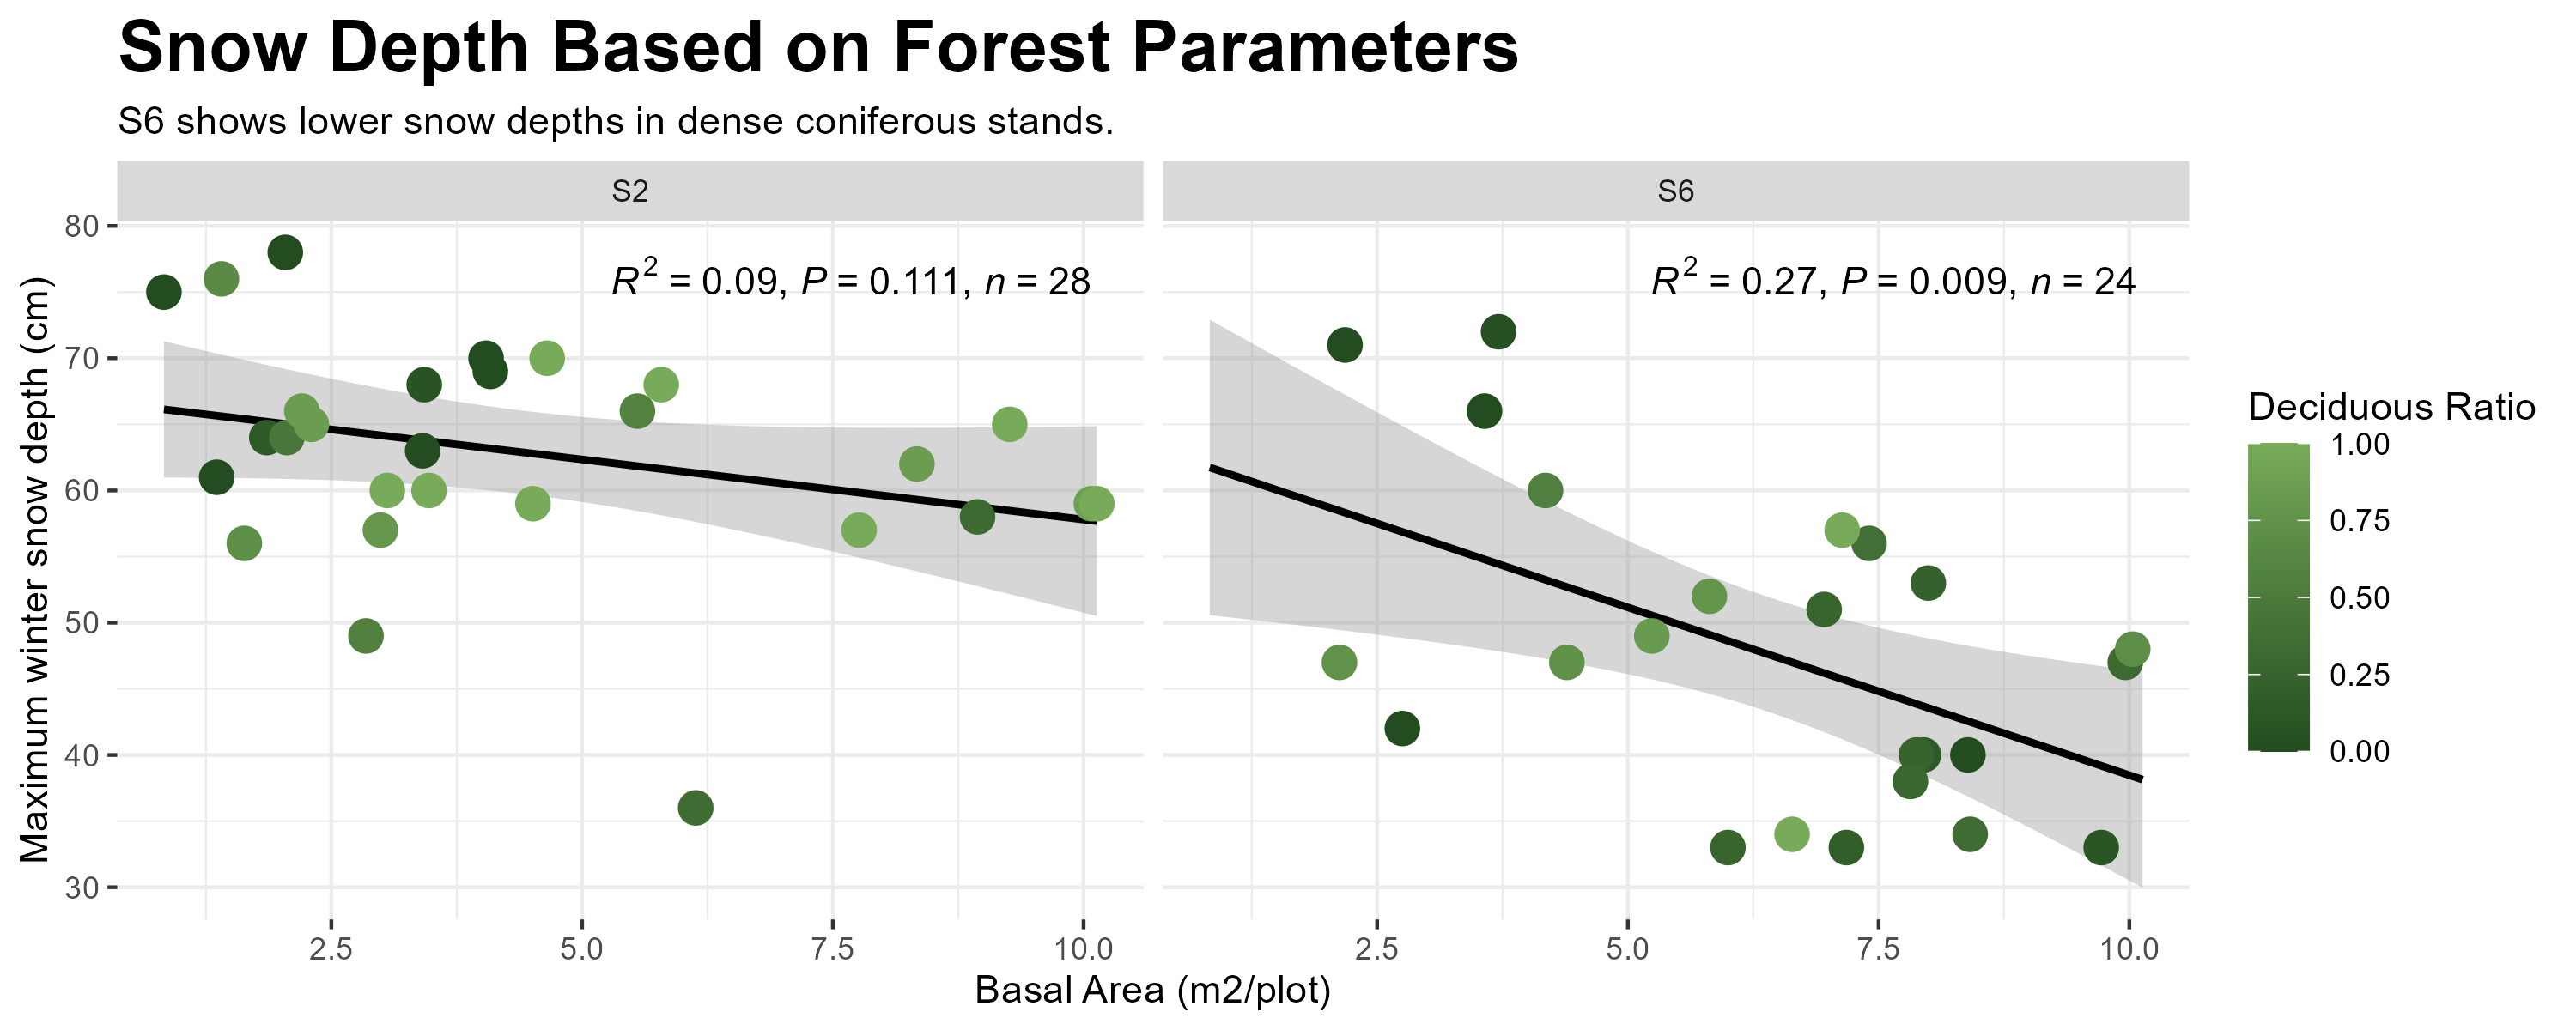 Snow Depth Based on Forest Parameters
S6 shows lower snow depths in dense coniferous stands.
S2
S6
R² = 0.09, P = 0.111, n = 28
R² = 0.27, P = 0.009, n = 24
Maximum winter snow depth (cm)
80
70
60
50
40
30
2.5 5.0 7.5 10.0
2.5 5.0 7.5 10.0
Basal Area (m2/plot)
Deciduous Ratio
1.00
0.75
0.50
0.25
0.00